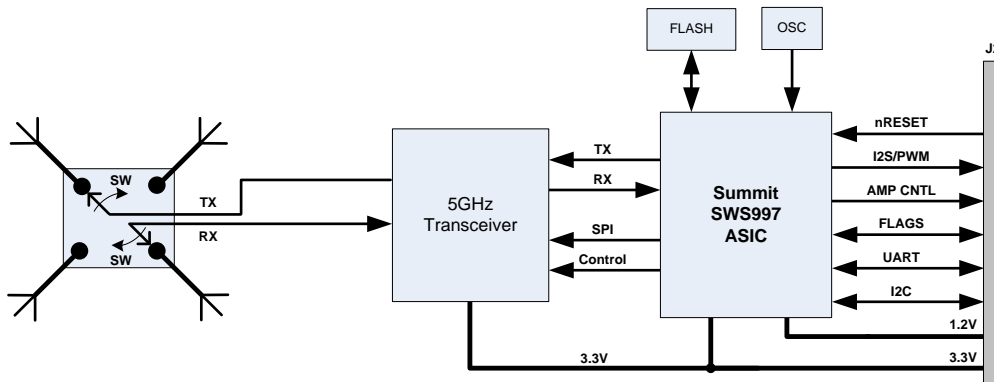 FLASH
OSC
nRESET
I2S/PWM
AMP CNTL
FLAGS
UART
I2C
1.2V
3.3V
TX
RX
SPI
Control
Summit
SWS997
ASIC
5GHz
Transceiver
SW
TX
RX
SW
3.3V